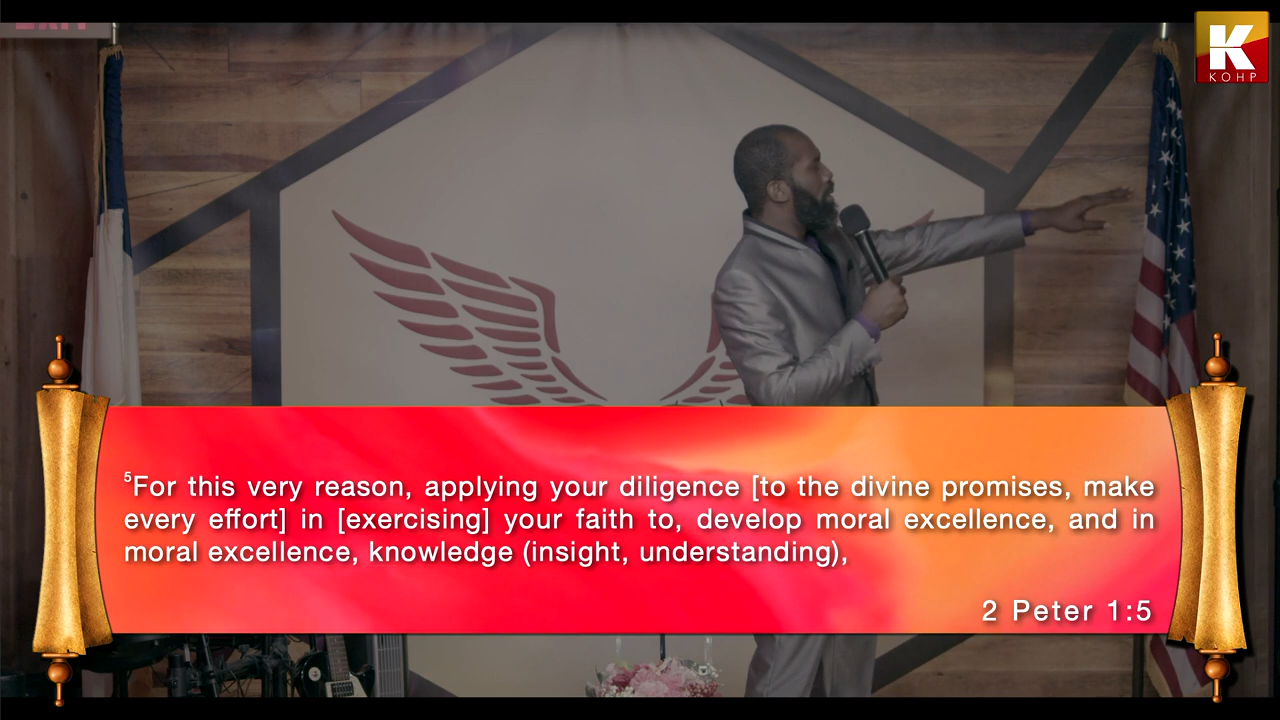 EXIT
K
KOHP
⁵For this very reason, applying your diligence [to the divine promises, make
every effort] in [exercising] your faith to, develop moral excellence, and in
moral excellence, knowledge (insight, understanding),
2 Peter 1:5